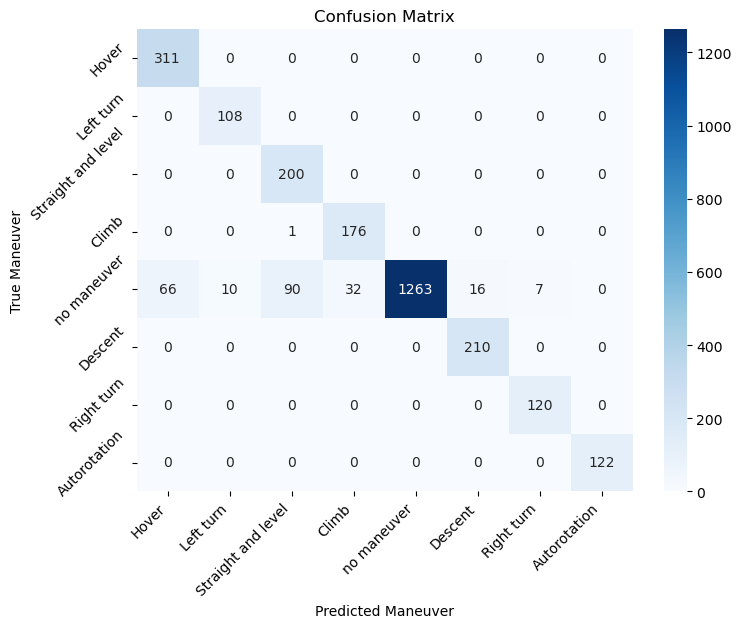 Confusion Matrix
True Maneuver
Hover 311 0 0 0 0 0 0 0
Left turn 0 108 0 0 0 0 0 0
Straight and level 0 0 200 0 0 0 0 0
Climb 0 0 1 176 0 0 0 0
no maneuver 66 10 90 32 1263 16 7 0
Descent 0 0 0 0 0 210 0 0
Right turn 0 0 0 0 0 0 120 0
Autorotation 0 0 0 0 0 0 0 122
Hover Left turn Straight and level Climb no maneuver Descent Right turn Autorotation
Predicted Maneuver
1200
1000
800
600
400
200
0